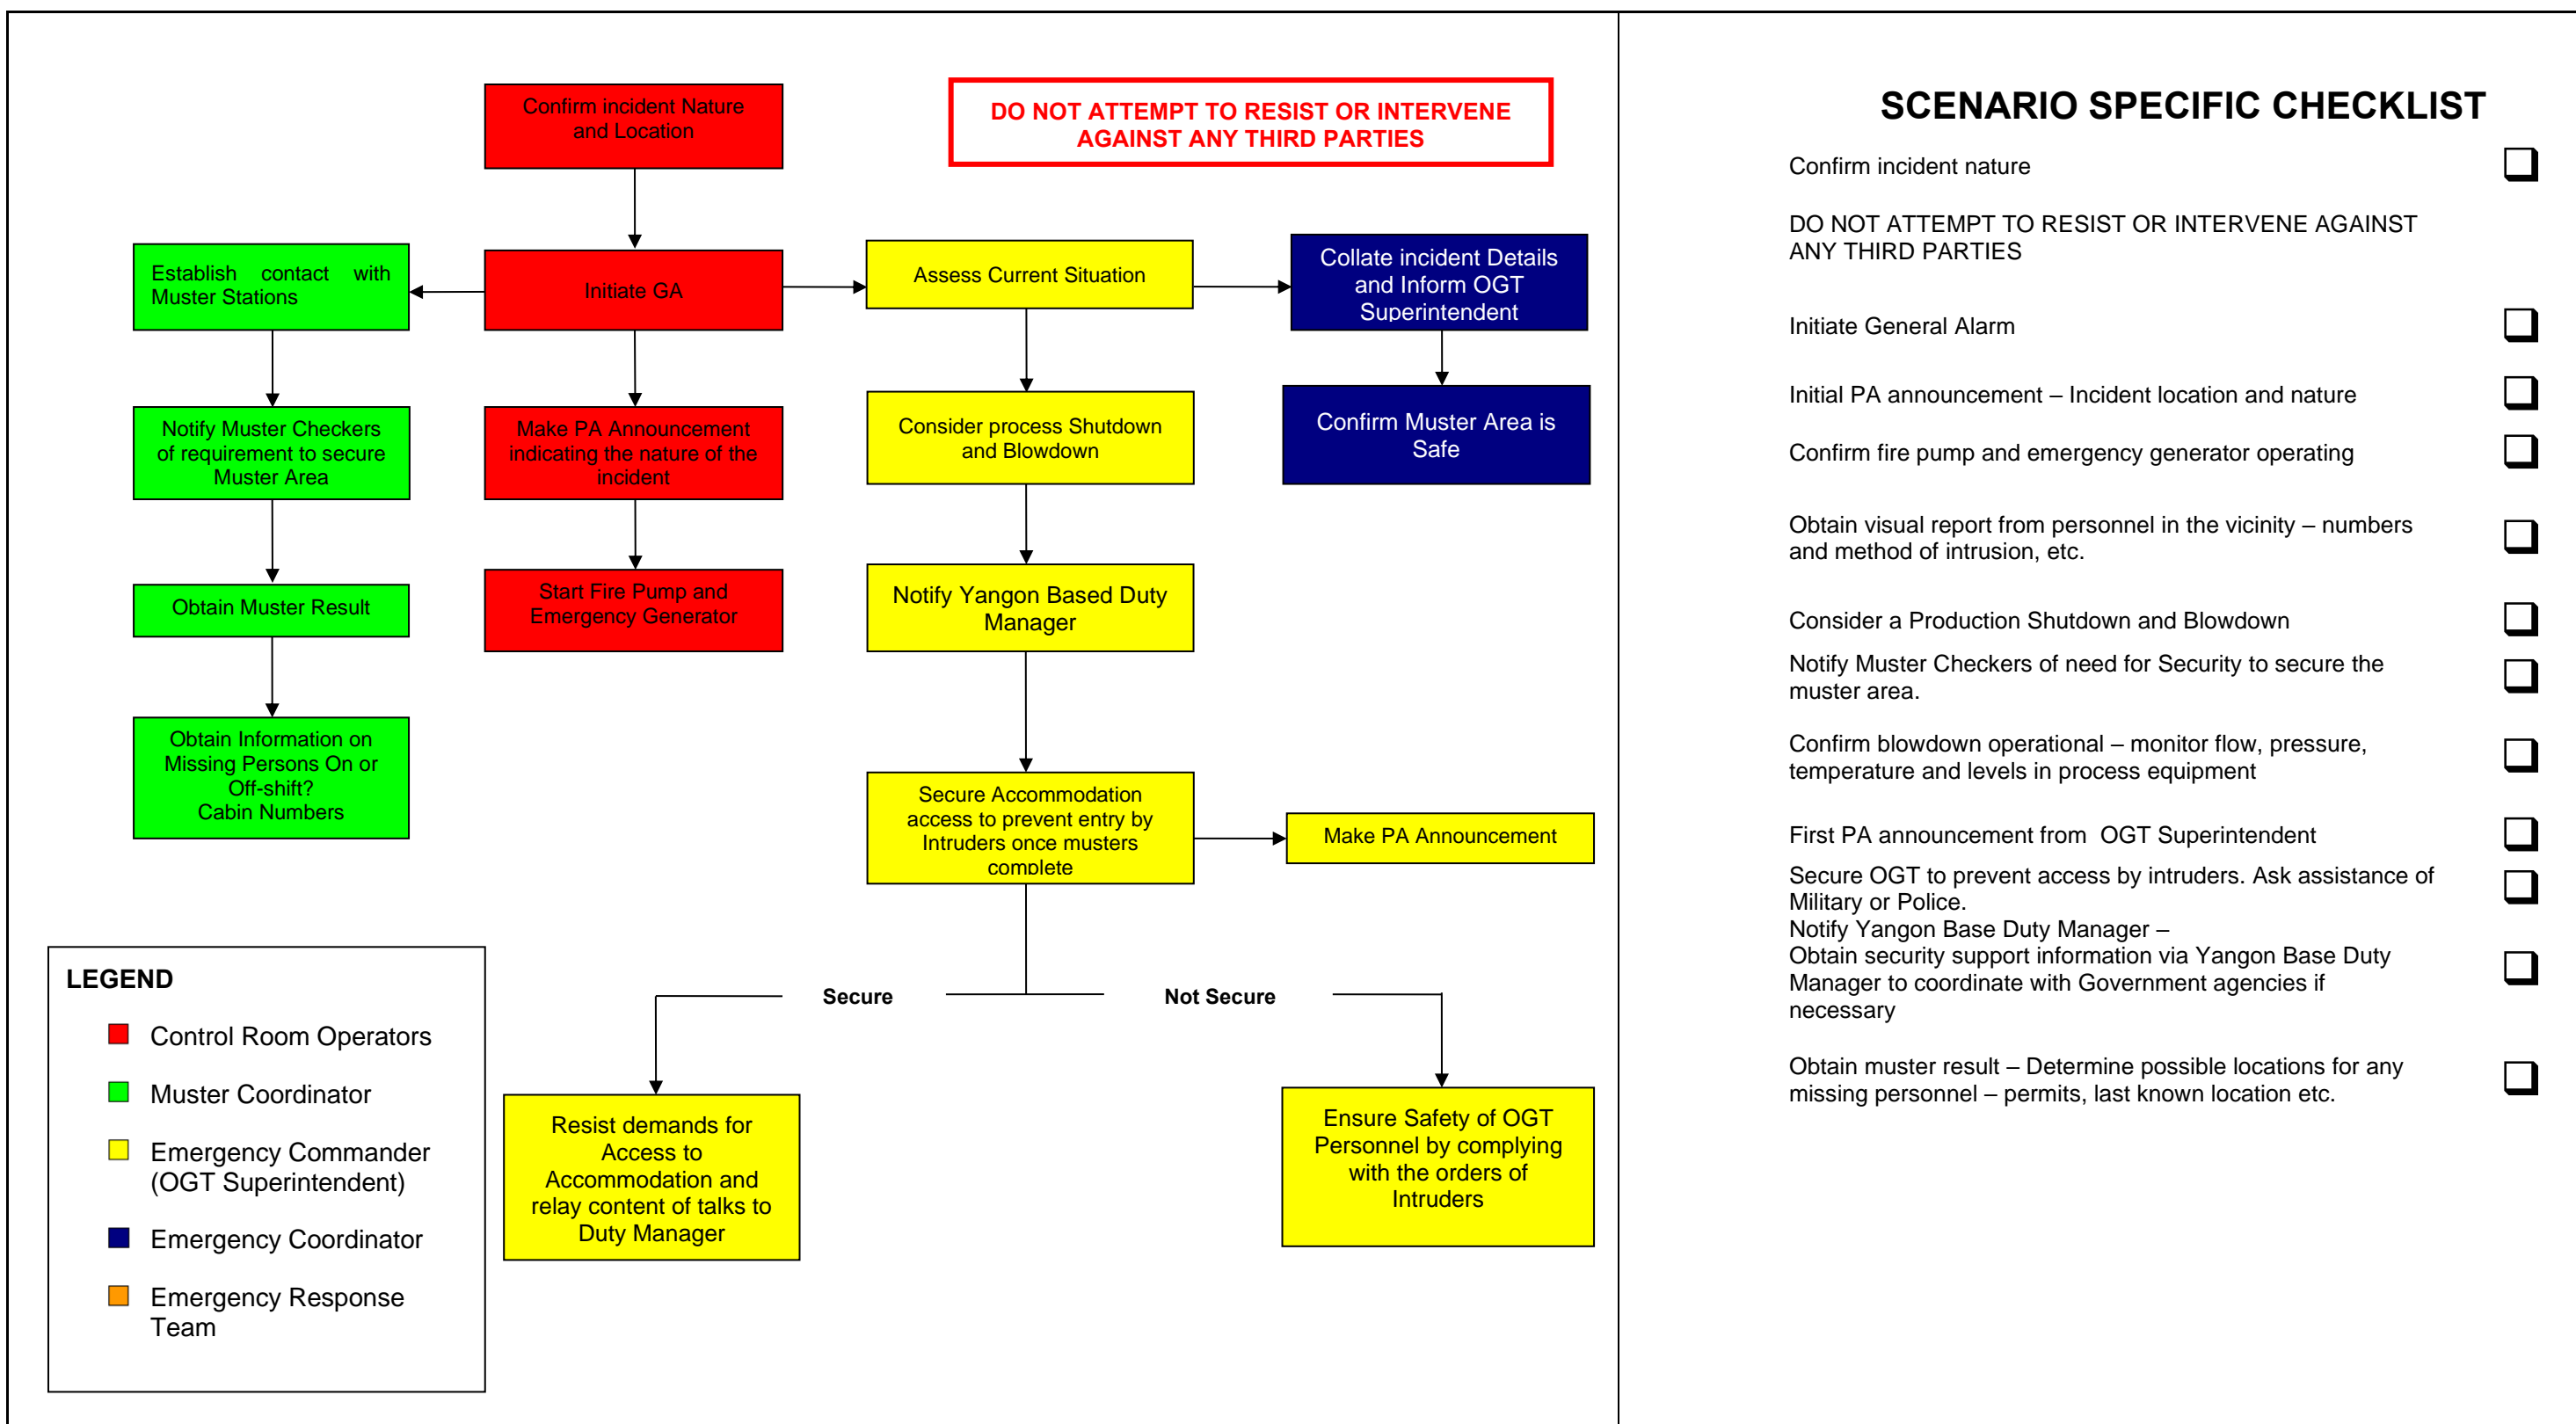 Confirm incident Nature
and Location
DO NOT ATTEMPT TO RESIST OR INTERVENE
AGAINST ANY THIRD PARTIES
Establish contact with
Muster Stations
Initiate GA
Assess Current Situation
Collate incident Details
and Inform OGT
Superintendent
Notify Muster Checkers
of requirement to secure
Muster Area
Make PA Announcement
indicating the nature of the
incident
Consider process Shutdown
and Blowdown
Confirm Muster Area is
Safe
Obtain Muster Result
Start Fire Pump and
Emergency Generator
Notify Yangon Based Duty
Manager
Obtain Information on
Missing Persons On or
Off-shift?
Cabin Numbers
Secure Accommodation
access to prevent entry by
Intruders once musters
complete
Make PA Announcement
Secure
Not Secure
Resist demands for
Access to
Accommodation and
relay content of talks to
Duty Manager
Ensure Safety of OGT
Personnel by complying
with the orders of
Intruders
LEGEND
Control Room Operators
Muster Coordinator
Emergency Commander
(OGT Superintendent)
Emergency Coordinator
Emergency Response
Team
SCENARIO SPECIFIC CHECKLIST
Confirm incident nature
DO NOT ATTEMPT TO RESIST OR INTERVENE AGAINST
ANY THIRD PARTIES
Initiate General Alarm
Initial PA announcement – Incident location and nature
Confirm fire pump and emergency generator operating
Obtain visual report from personnel in the vicinity – numbers
and method of intrusion, etc.
Consider a Production Shutdown and Blowdown
Notify Muster Checkers of need for Security to secure the
muster area.
Confirm blowdown operational – monitor flow, pressure,
temperature and levels in process equipment
First PA announcement from OGT Superintendent
Secure OGT to prevent access by intruders. Ask assistance of
Military or Police.
Notify Yangon Base Duty Manager –
Obtain security support information via Yangon Base Duty
Manager to coordinate with Government agencies if
necessary
Obtain muster result – Determine possible locations for any
missing personnel – permits, last known location etc.